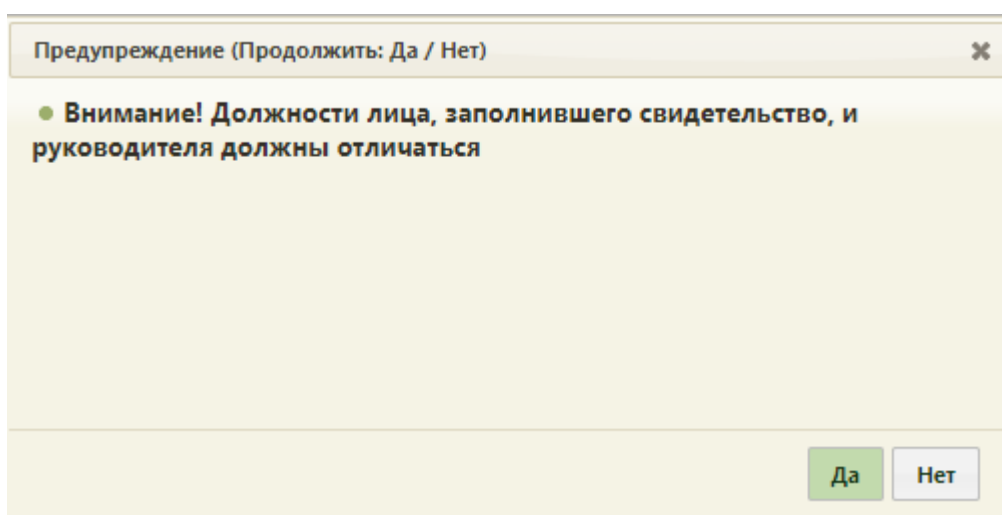 Предупреждение (Продолжить: Да / Нет)
Внимание! Должности лица, заполнившего свидетельство, и
руководителя должны отличаться
Да Нет